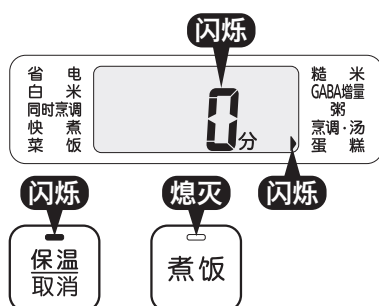 闪烁
省电
白米
同时烹调
快煮
菜饭
0分
糙米
GABA增量
粥
烹调·汤
蛋糕
闪烁 熄灭 闪烁
保温
取消
煮饭